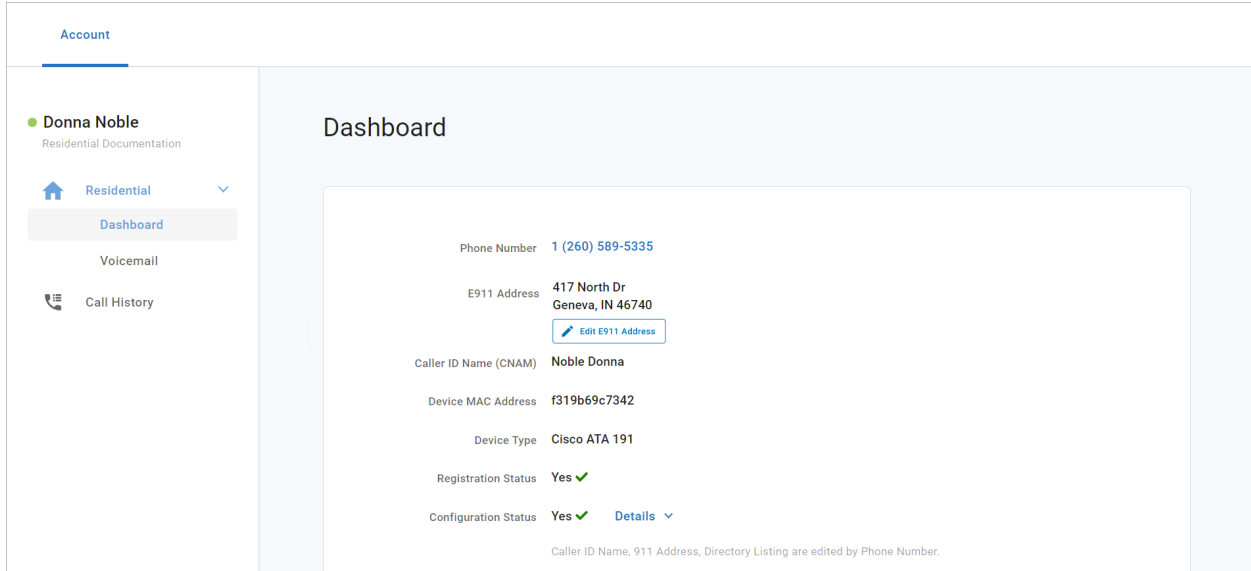 Account
Donna Noble
Residential Documentation
Residential
Dashboard
Voicemail
Call History
Dashboard
Phone Number 1 (260) 589-5335
E911 Address 417 North Dr
Geneva, IN 46740
Edit E911 Address
Caller ID Name (CNAM) Noble Donna
Device MAC Address f319b69c7342
Device Type Cisco ATA 191
Registration Status Yes
Configuration Status Yes Details
Caller ID Name, 911 Address, Directory Listing are edited by Phone Number.